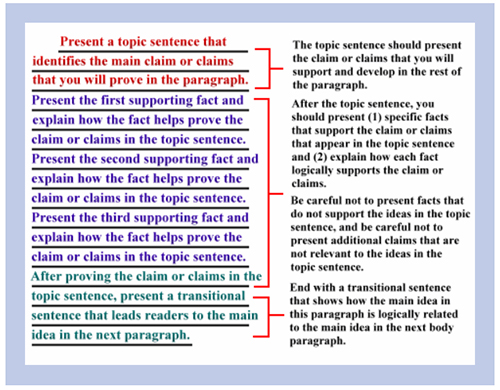 Present a topic sentence that
identifies the main claim or claims
that you will prove in the paragraph.
Present the first supporting fact and
explain how the fact helps prove the
claim or claims in the topic sentence.
Present the second supporting fact and
explain how the fact helps prove the
claim or claims in the topic sentence.
Present the third supporting fact and
explain how the fact helps prove the
claim or claims in the topic sentence.
After proving the claim or claims in the
topic sentence, present a transitional
sentence that leads readers to the main
idea in the next paragraph.
The topic sentence should present
the claim or claims that you will
support and develop in the rest of
the paragraph.
After the topic sentence, you
should present (1) specific facts
that support the claim or claims
that appear in the topic sentence
and (2) explain how each fact
logically supports the claim or
claims.
Be careful not to present facts that
do not support the ideas in the topic
sentence, and be careful not to
present additional claims that are
not relevant to the ideas in the
topic sentence.
End with a transitional sentence
that shows how the main idea in
this paragraph is logically related
to the main idea in the next body
paragraph.